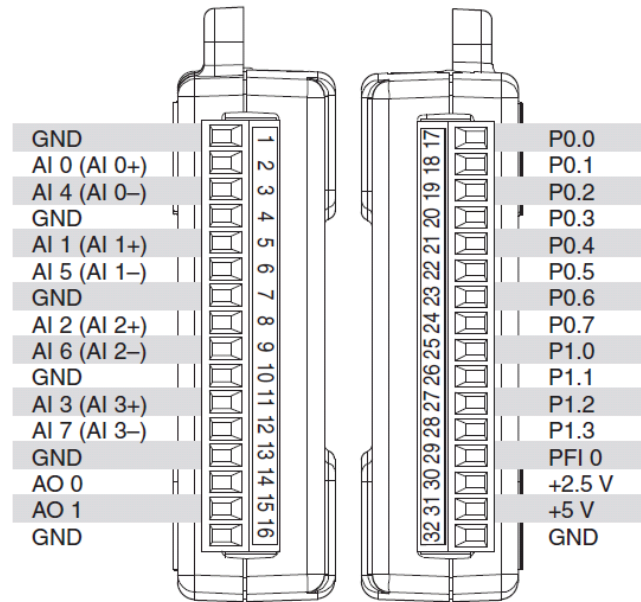 GND 1
AI 0 (AI 0+) 2
AI 4 (AI 0–) 3
GND 4
AI 1 (AI 1+) 5
AI 5 (AI 1–) 6
GND 7
AI 2 (AI 2+) 8
AI 6 (AI 2–) 9
GND 10
AI 3 (AI 3+) 11
AI 7 (AI 3–) 12
GND 13
AO 0 14
AO 1 15
GND 16
17 P0.0
18 P0.1
19 P0.2
20 P0.3
21 P0.4
22 P0.5
23 P0.6
24 P0.7
25 P1.0
26 P1.1
27 P1.2
28 P1.3
29 PFI 0
30 +2.5 V
31 +5 V
32 GND